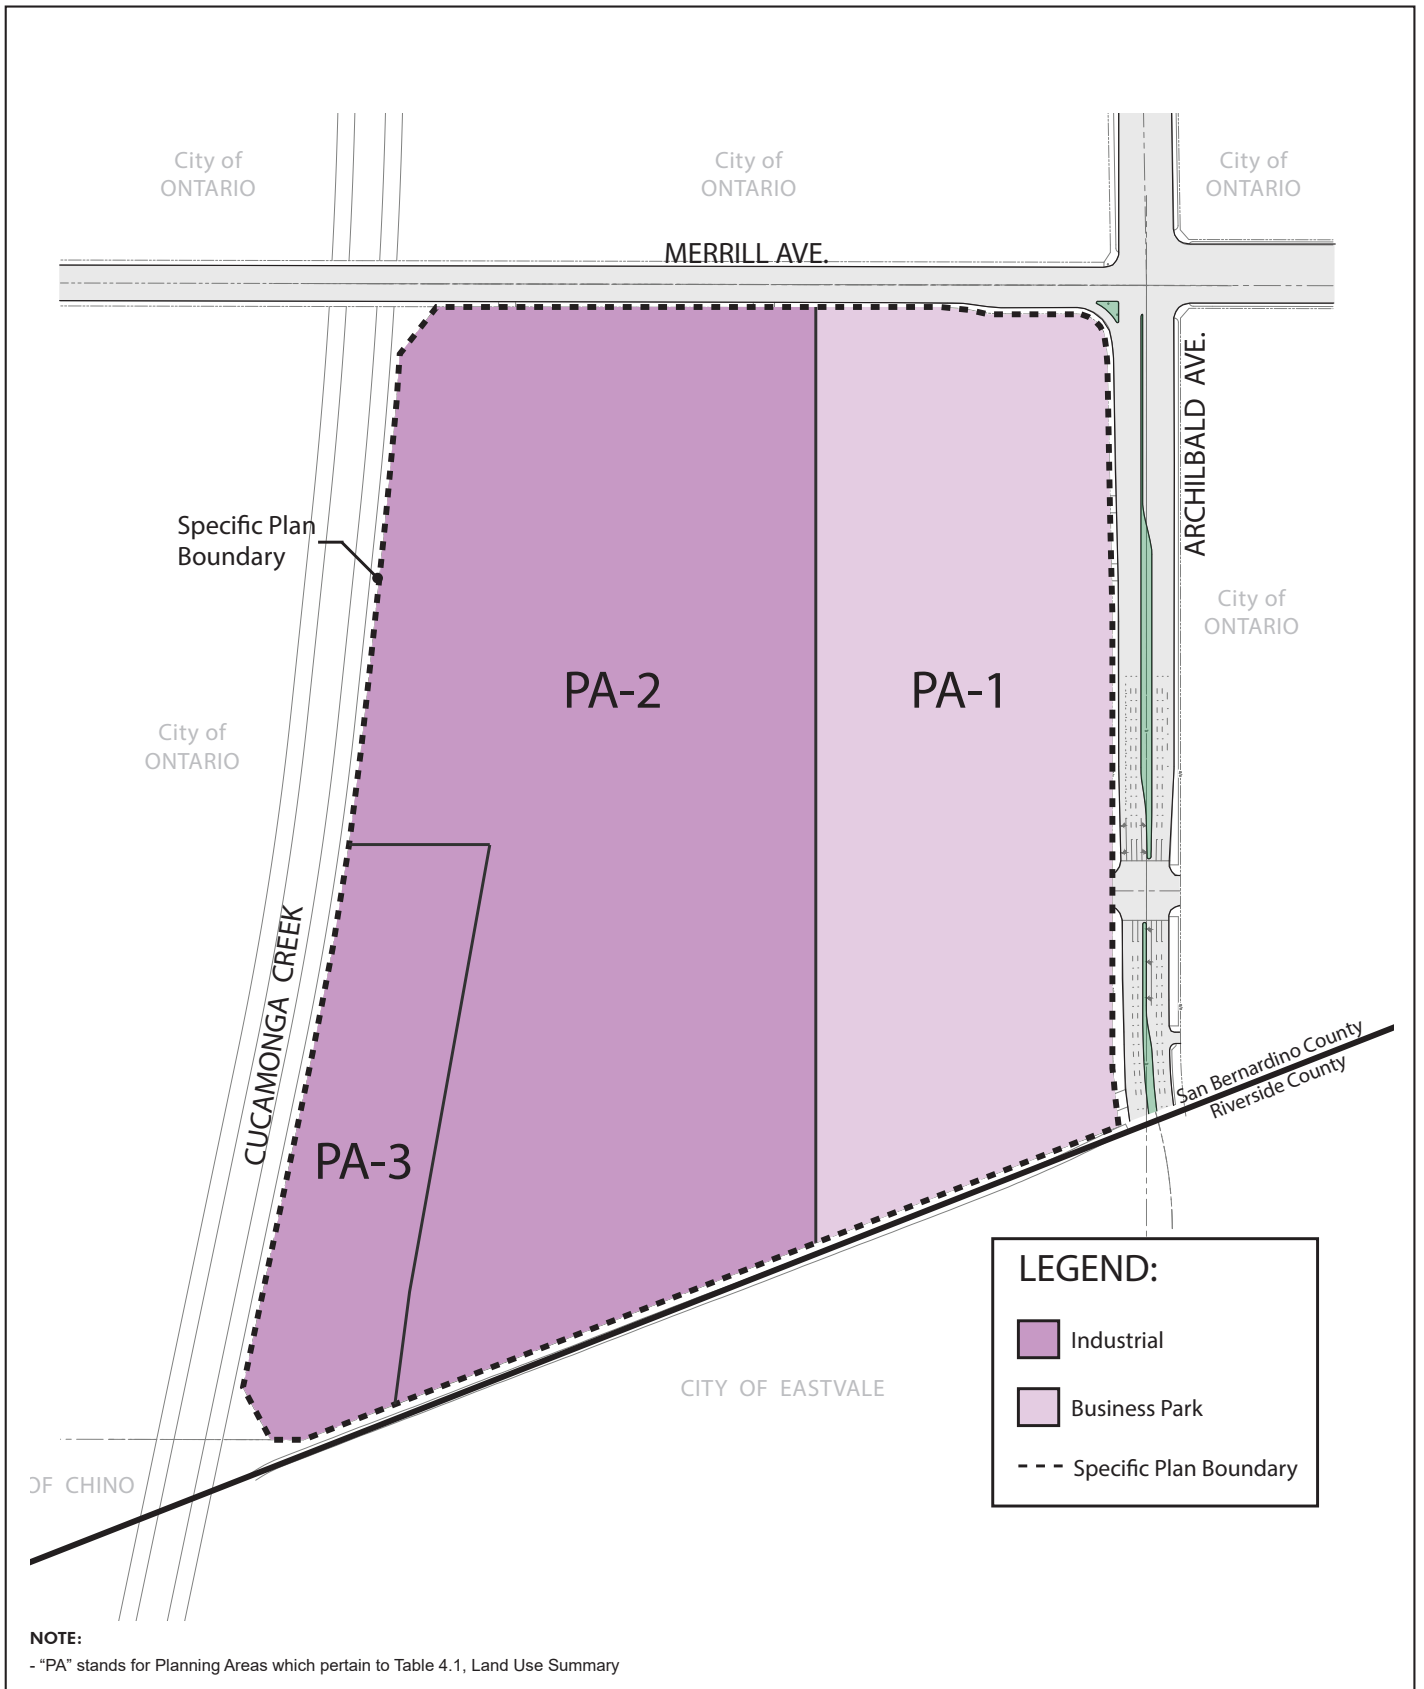 City of
ONTARIO
City of
ONTARIO
City of
ONTARIO
MERRILL AVE.
ARCHILBALD AVE.
Specific Plan
Boundary
City of
ONTARIO
PA-2
PA-1
City of
ONTARIO
CUCAMONGA CREEK
San Bernardino County
Riverside County
PA-3
LEGEND:
Industrial
Business Park
Specific Plan Boundary
CITY OF EASTVALE
OF CHINO
NOTE:
- “PA” stands for Planning Areas which pertain to Table 4.1, Land Use Summary